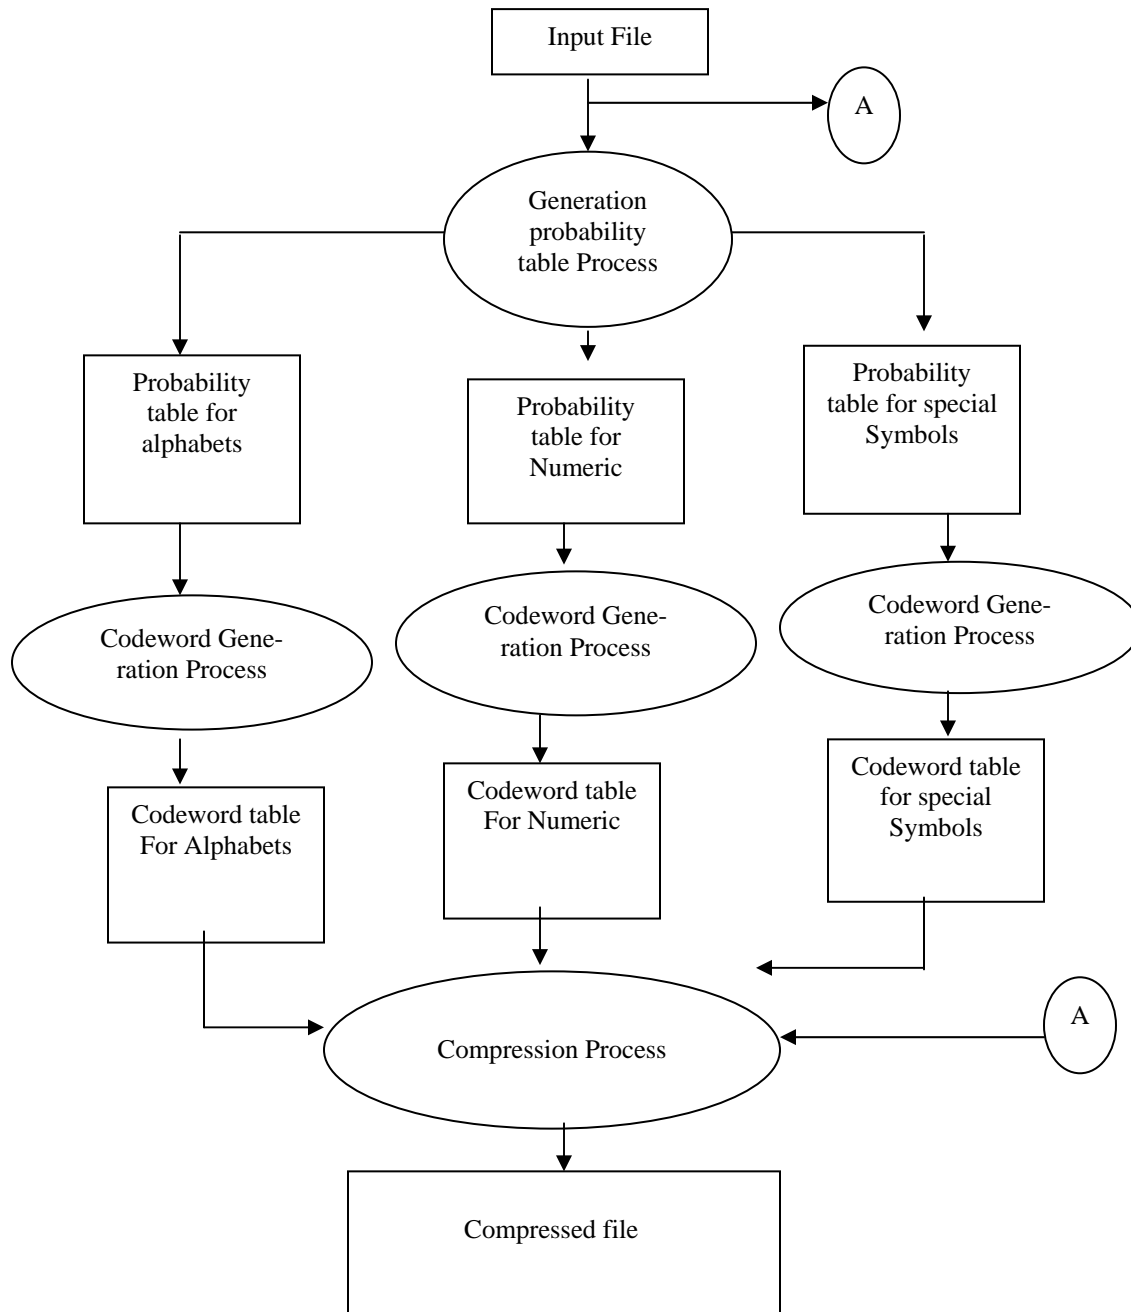 Input File
A
Generation
probability
table Process
Probability
table for
alphabets
Probability
table for
Numeric
Probability
table for special
Symbols
Codeword Gene-
ration Process
Codeword Gene-
ration Process
Codeword Gene-
ration Process
Codeword table
For Alphabets
Codeword table
For Numeric
Codeword table
for special
Symbols
A
Compression Process
Compressed file